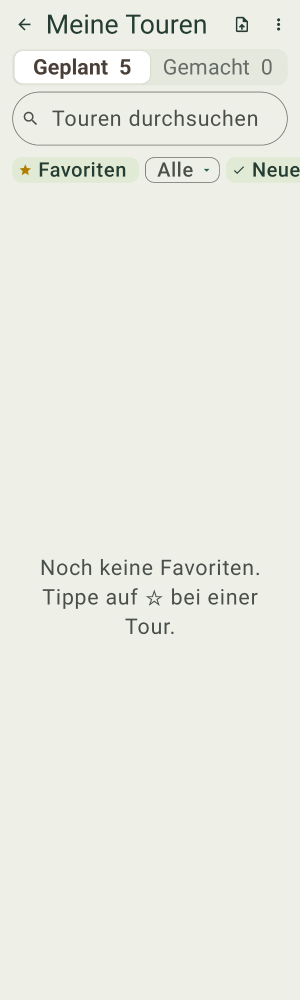 Meine Touren
Geplant 5 Gemacht 0
Touren durchsuchen
Favoriten Alle Neue
Noch keine Favoriten.
Tippe auf ☆ bei einer
Tour.